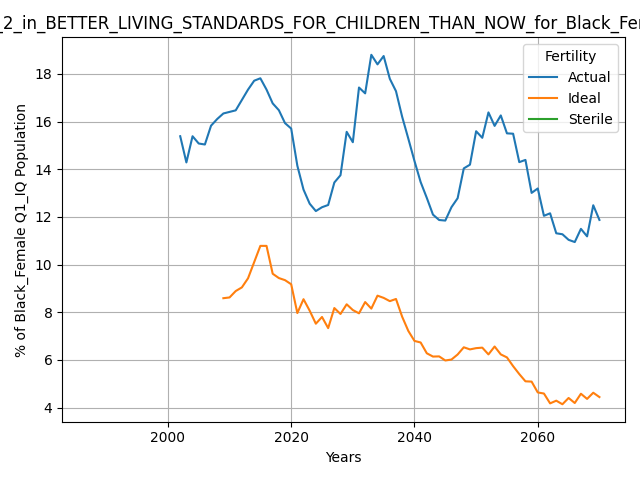 _2_in_BETTER_LIVING_STANDARDS_FOR_CHILDREN_THAN_NOW_for_Black_Fem
Fertility
Actual
Ideal
Sterile
% of Black_Female Q1_IQ Population
18
16
14
12
10
8
6
4
2000
2020
2040
2060
Years